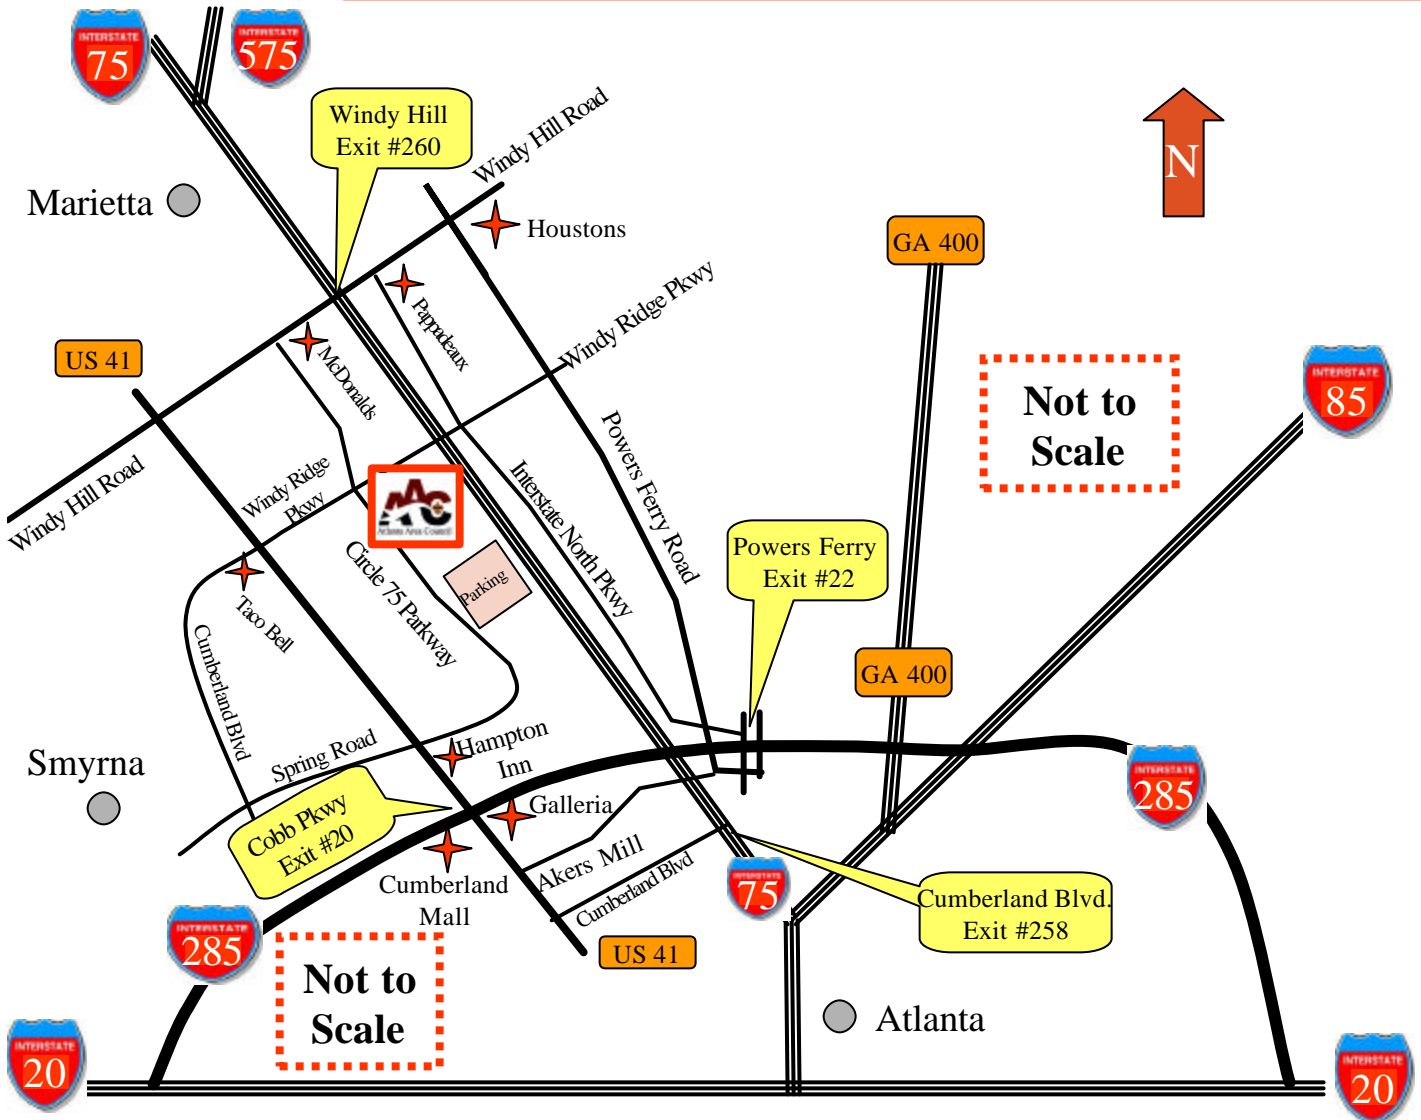 INTERSTATE
75
INTERSTATE
575
Windy Hill
Exit #260
Windy Hill Road
N
Marietta
Houstons
GA 400
Pappadeaux
Windy Ridge Pkwy
US 41
McDonalds
Not to
Scale
INTERSTATE
85
Windy Hill Road
Windy Ridge
Pkwy
AAC
Atlanta Area Council
Interstate North Pkwy
Powers Ferry Road
Powers Ferry
Exit #22
Circle 75 Parkway
Parking
Taco Bell
Cumberland Blvd
GA 400
Smyrna
Spring Road
Hampton
Inn
INTERSTATE
285
Cobb Pkwy
Exit #20
Galleria
Akers Mill
Cumberland
Mall
Cumberland Blvd
INTERSTATE
75
Cumberland Blvd.
Exit #258
INTERSTATE
285
US 41
Not to
Scale
Atlanta
INTERSTATE
20
INTERSTATE
20